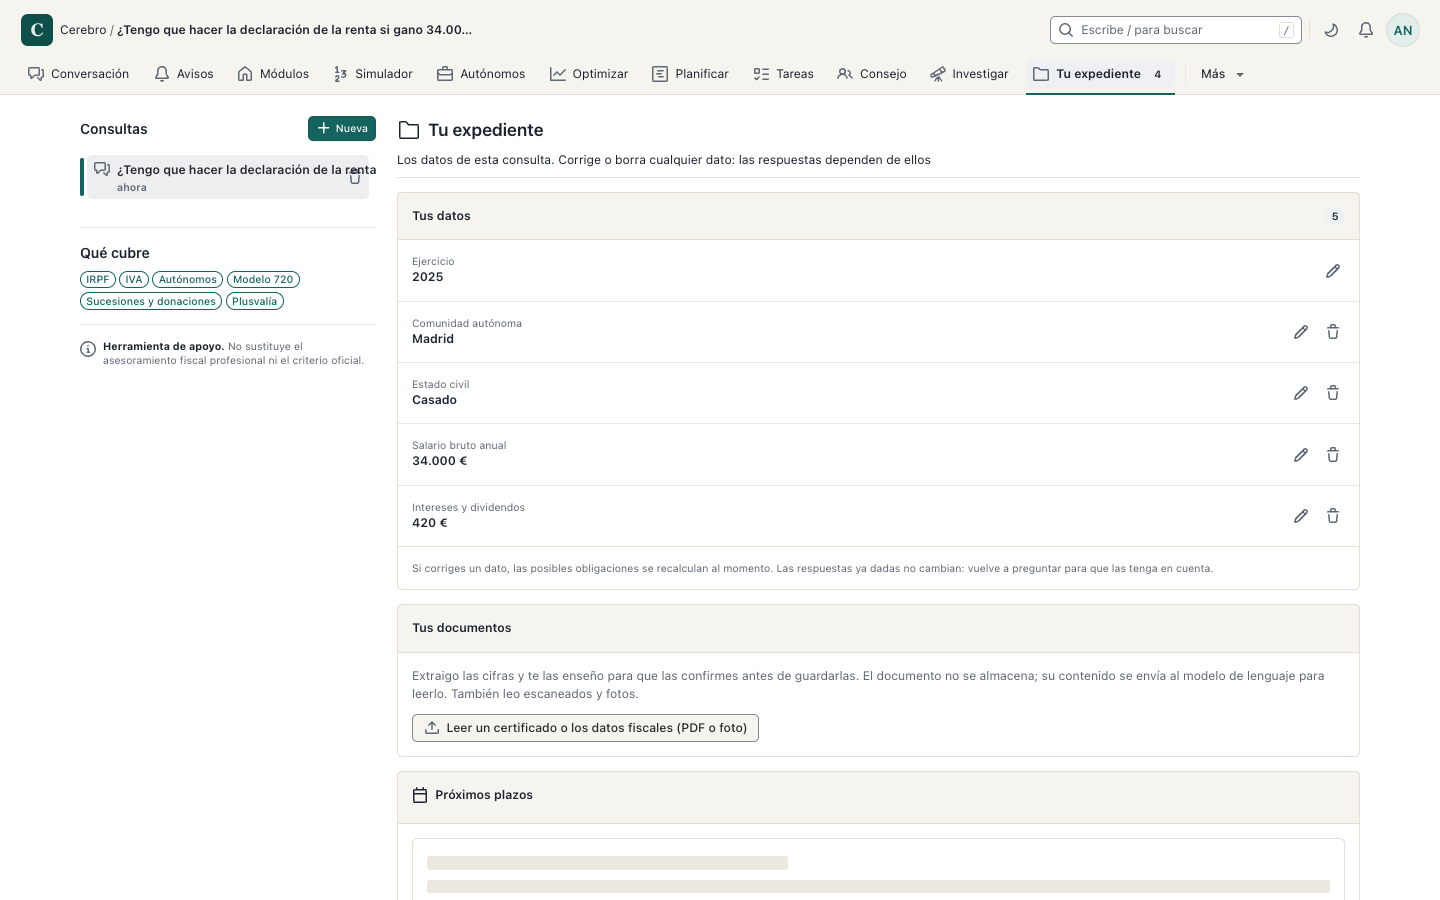 C
Cerebro / ¿Tengo que hacer la declaración de la renta si gano 34.00...
Escribe / para buscar
/
AN
Conversación
Avisos
Módulos
Simulador
Autónomos
Optimizar
Planificar
Tareas
Consejo
Investigar
Tu expediente 4
Más
Consultas
Nueva
¿Tengo que hacer la declaración de la renta
ahora
Qué cubre
IRPF
IVA
Autónomos
Modelo 720
Sucesiones y donaciones
Plusvalía
Herramienta de apoyo. No sustituye el
asesoramiento fiscal profesional ni el criterio oficial.
Tu expediente
Los datos de esta consulta. Corrige o borra cualquier dato: las respuestas dependen de ellos
Tus datos
5
Ejercicio
2025
Comunidad autónoma
Madrid
Estado civil
Casado
Salario bruto anual
34.000 €
Intereses y dividendos
420 €
Si corriges un dato, las posibles obligaciones se recalculan al momento. Las respuestas ya dadas no cambian: vuelve a preguntar para que las tenga en cuenta.
Tus documentos
Extraigo las cifras y te las enseño para que las confirmes antes de guardarlas. El documento no se almacena; su contenido se envía al modelo de lenguaje para
leerlo. También leo escaneados y fotos.
Leer un certificado o los datos fiscales (PDF o foto)
Próximos plazos